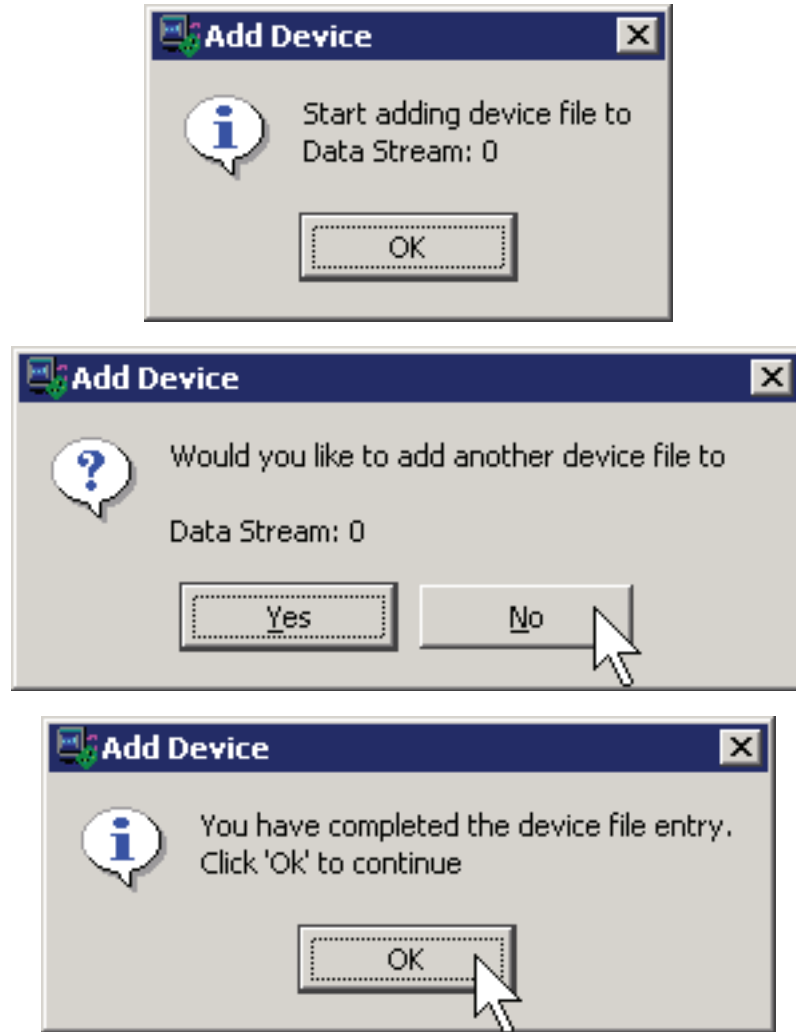 Add Device
Start adding device file to
Data Stream: 0
OK
Add Device
Would you like to add another device file to
Data Stream: 0
Yes
No
Add Device
You have completed the device file entry.
Click 'Ok' to continue
OK